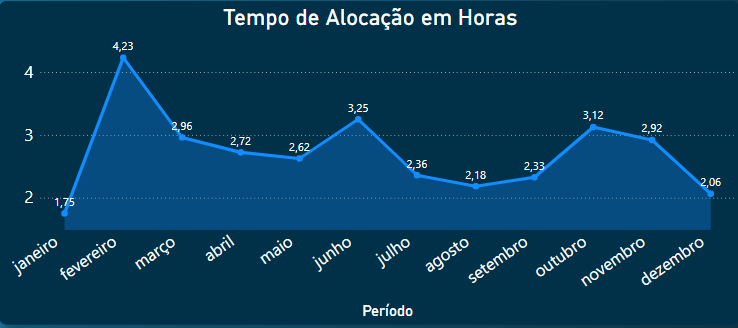 Tempo de Alocação em Horas
4
3
2
1,75
4,23
2,96
2,72
2,62
3,25
2,36
2,18
2,33
3,12
2,92
2,06
janeiro
fevereiro
março
abril
maio
junho
julho
agosto
setembro
outubro
novembro
dezembro
Período